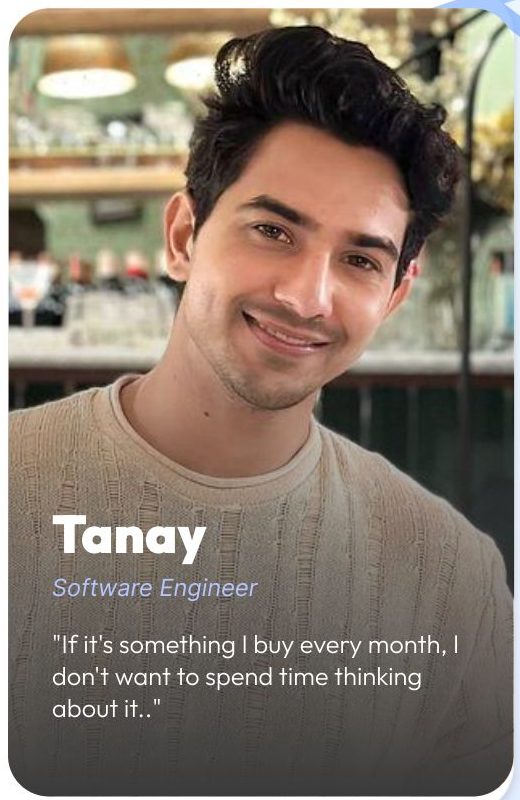 Tanay
Software Engineer
"If it's something I buy every month, I
don't want to spend time thinking
about it.."